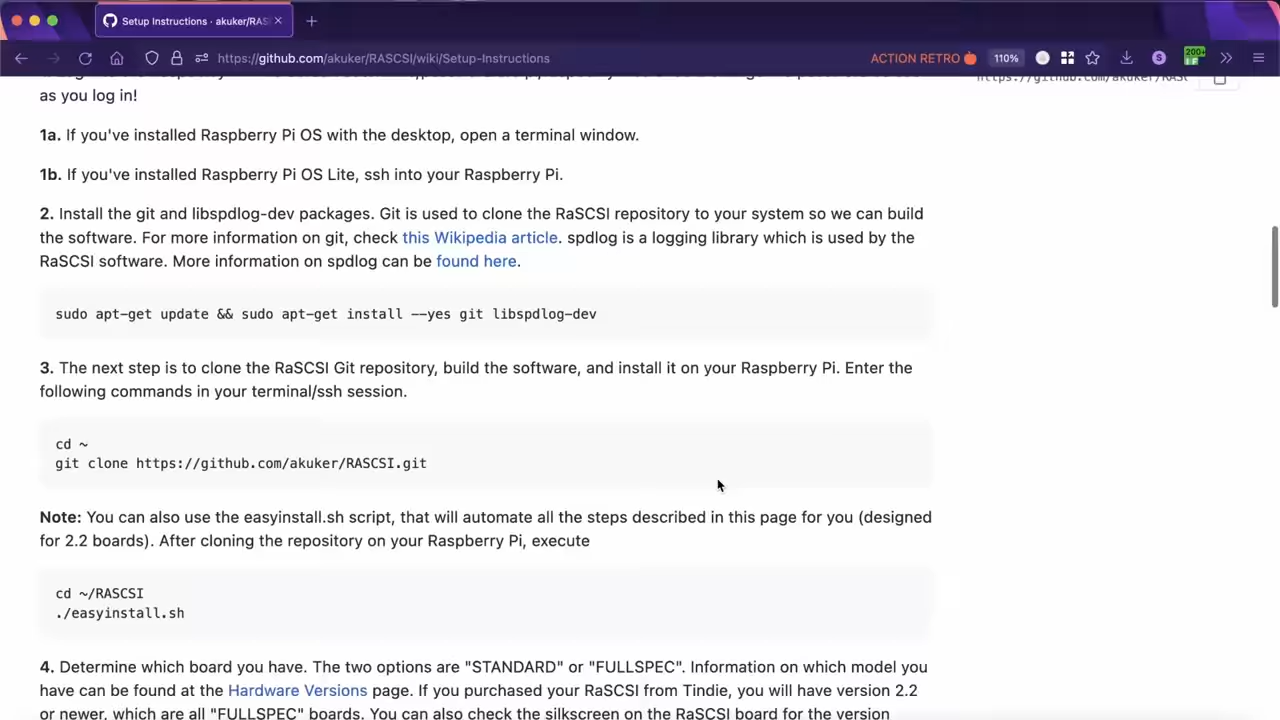 Setup Instructions · akuker/RAS
https://github.com/akuker/RASCSI/wiki/Setup-Instructions
ACTION RETRO
110%
S
200+
https://github.com/akuker/RASC
as you log in!
1a. If you've installed Raspberry Pi OS with the desktop, open a terminal window.
1b. If you've installed Raspberry Pi OS Lite, ssh into your Raspberry Pi.
2. Install the git and libspdlog-dev packages. Git is used to clone the RaSCSI repository to your system so we can build
the software. For more information on git, check this Wikipedia article. spdlog is a logging library which is used by the
RaSCSI software. More information on spdlog can be found here.
sudo apt-get update && sudo apt-get install --yes git libspdlog-dev
3. The next step is to clone the RaSCSI Git repository, build the software, and install it on your Raspberry Pi. Enter the
following commands in your terminal/ssh session.
cd ~
git clone https://github.com/akuker/RASCSI.git
Note: You can also use the easyinstall.sh script, that will automate all the steps described in this page for you (designed
for 2.2 boards). After cloning the repository on your Raspberry Pi, execute
cd ~/RASCSI
./easyinstall.sh
4. Determine which board you have. The two options are "STANDARD" or "FULLSPEC". Information on which model you
have can be found at the Hardware Versions page. If you purchased your RaSCSI from Tindie, you will have version 2.2
or newer, which are all "FULLSPEC" boards. You can also check the silkscreen on the RaSCSI board for the version